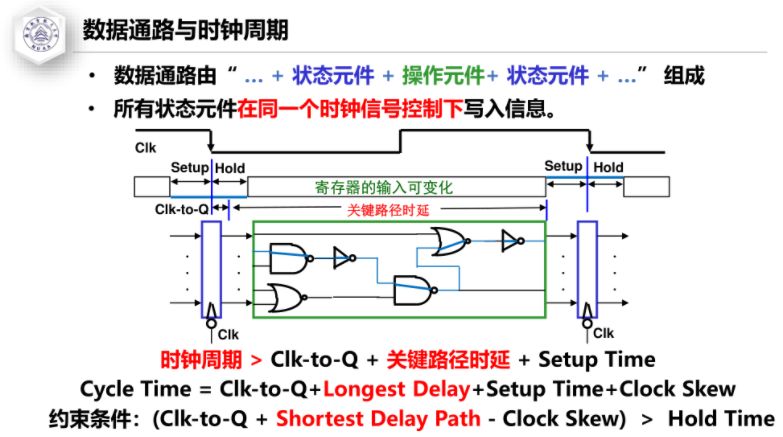 数据通路与时钟周期
• 数据通路由“ ... + 状态元件 + 操作元件+ 状态元件 + ...” 组成
• 所有状态元件在同一个时钟信号控制下写入信息。
Clk
Setup Hold
Setup Hold
寄存器的输入可变化
Clk-to-Q
关键路径时延
Clk
Clk
时钟周期 > Clk-to-Q + 关键路径时延 + Setup Time
Cycle Time = Clk-to-Q+Longest Delay+Setup Time+Clock Skew
约束条件：(Clk-to-Q + Shortest Delay Path - Clock Skew) > Hold Time